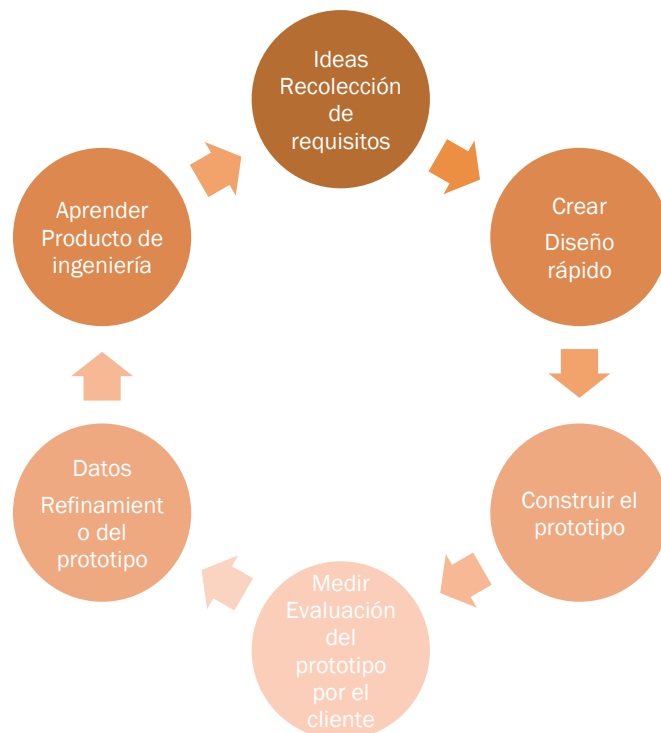 Ideas
Recolección
de
requisitos
Crear
Diseño
rápido
Construir el
prototipo
Medir
Evaluación
del
prototipo
por el
cliente
Datos
Refinamient
o del
prototipo
Aprender
Producto de
ingeniería